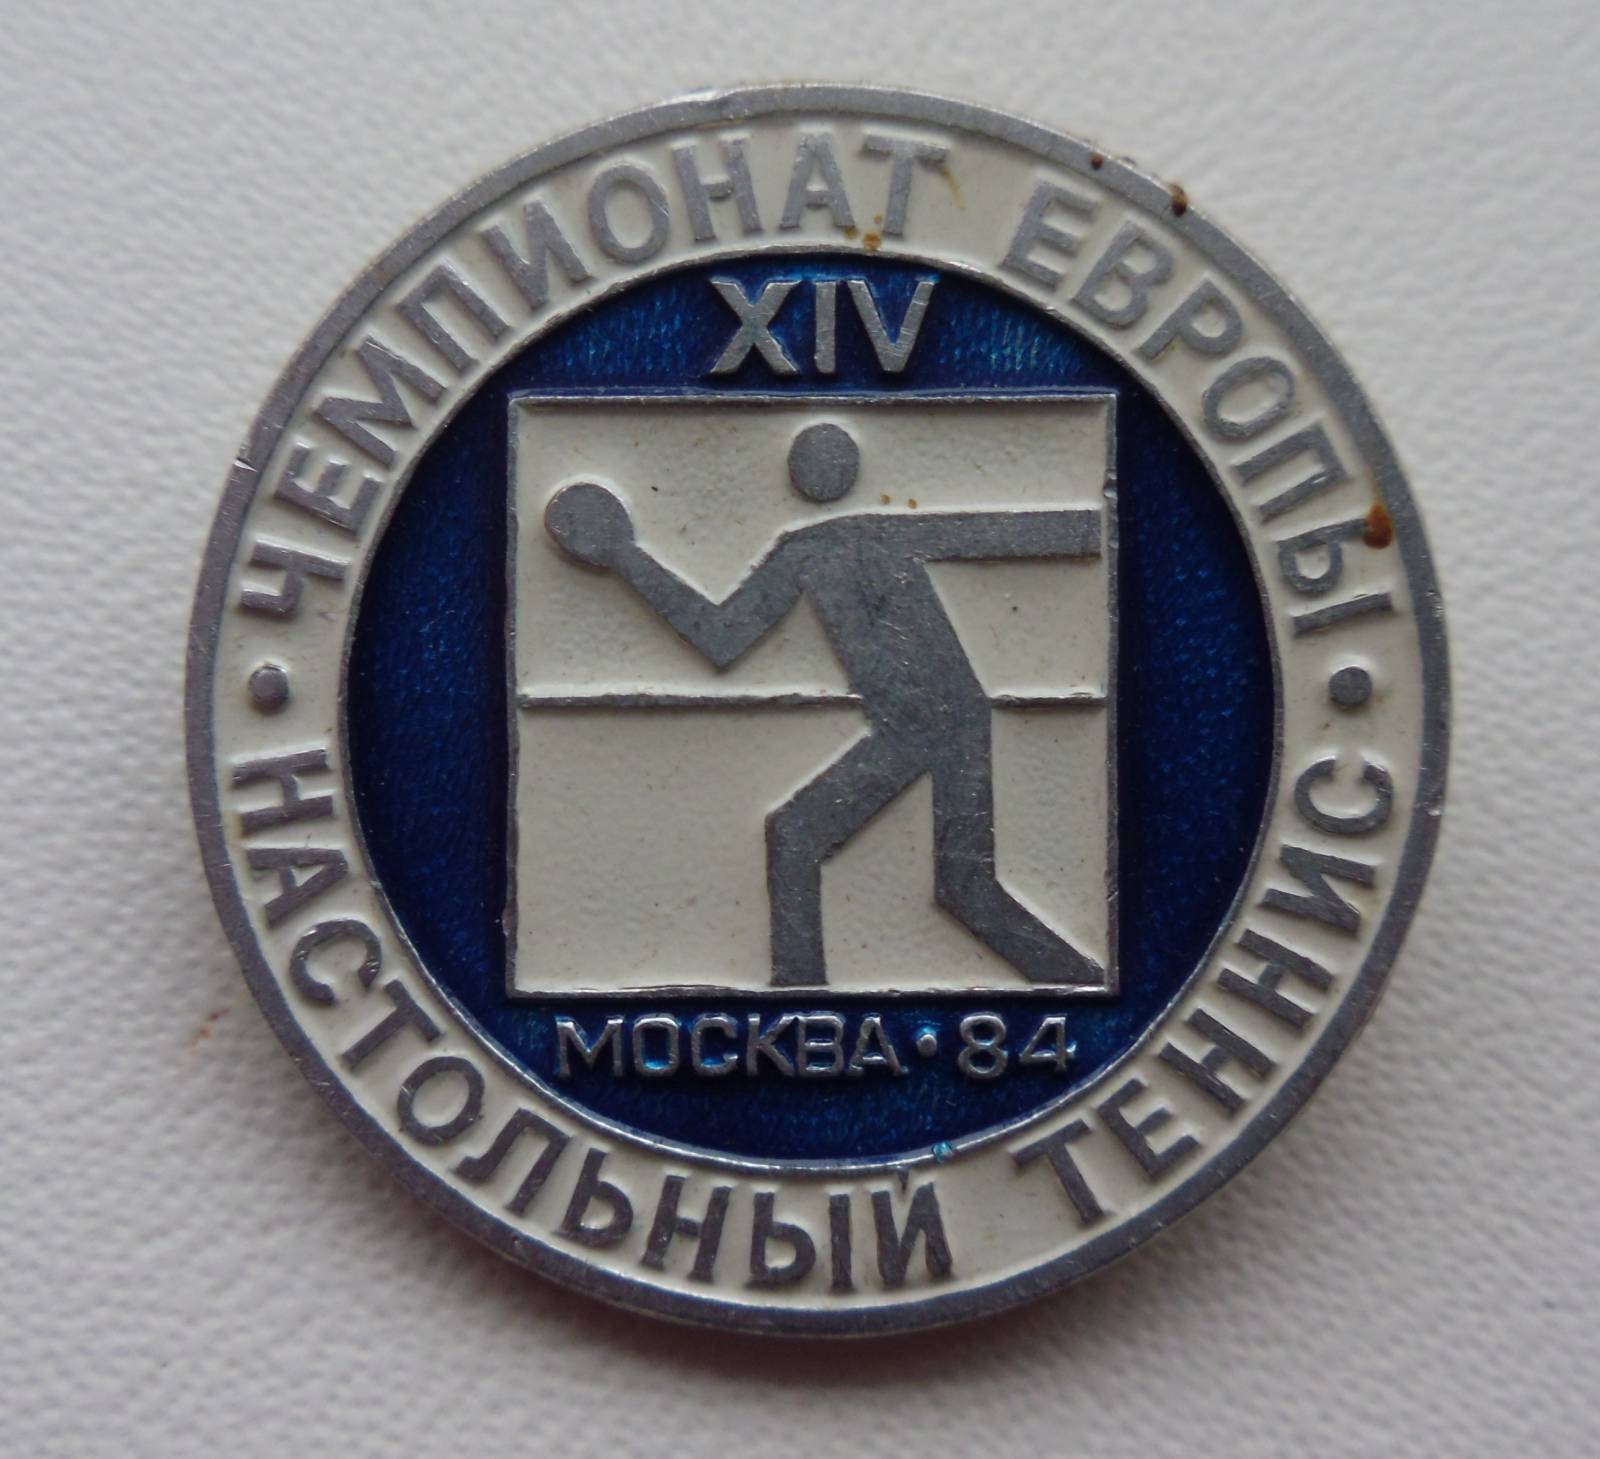 ЧЕМПИОНАТ ЕВРОПЫ
XIV
МОСКВА • 84
НАСТОЛЬНЫЙ ТЕННИС